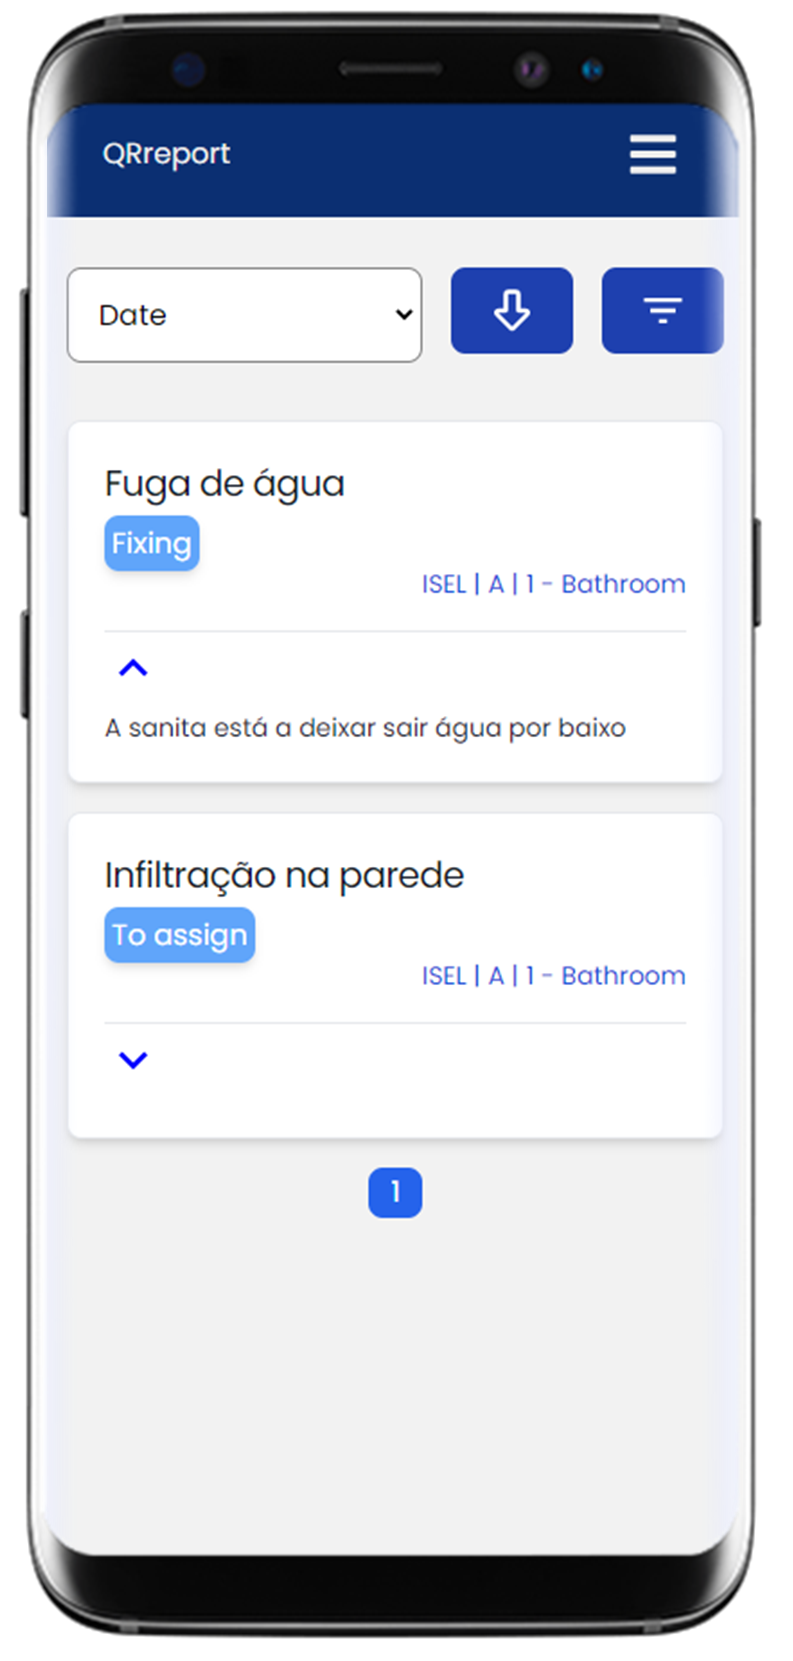 QRreport
Date
Fuga de água
Fixing
ISEL | A | 1 - Bathroom
A sanita está a deixar sair água por baixo
Infiltração na parede
To assign
ISEL | A | 1 - Bathroom
1